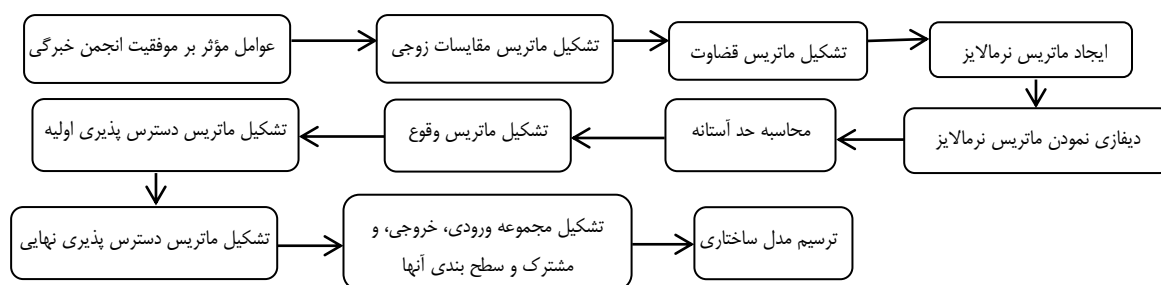 عوامل مؤثر بر موفقیت انجمن خبرگی
تشکیل ماتریس مقایسات زوجی
تشکیل ماتریس قضاوت
ایجاد ماتریس نرمالایز
دیفازی نمودن ماتریس نرمالایز
محاسبه حد آستانه
تشکیل ماتریس وقوع
تشکیل ماتریس دسترس پذیری اولیه
تشکیل ماتریس دسترس پذیری نهایی
تشکیل مجموعه ورودی، خروجی، و
مشترک و سطح بندی آنها
ترسیم مدل ساختاری